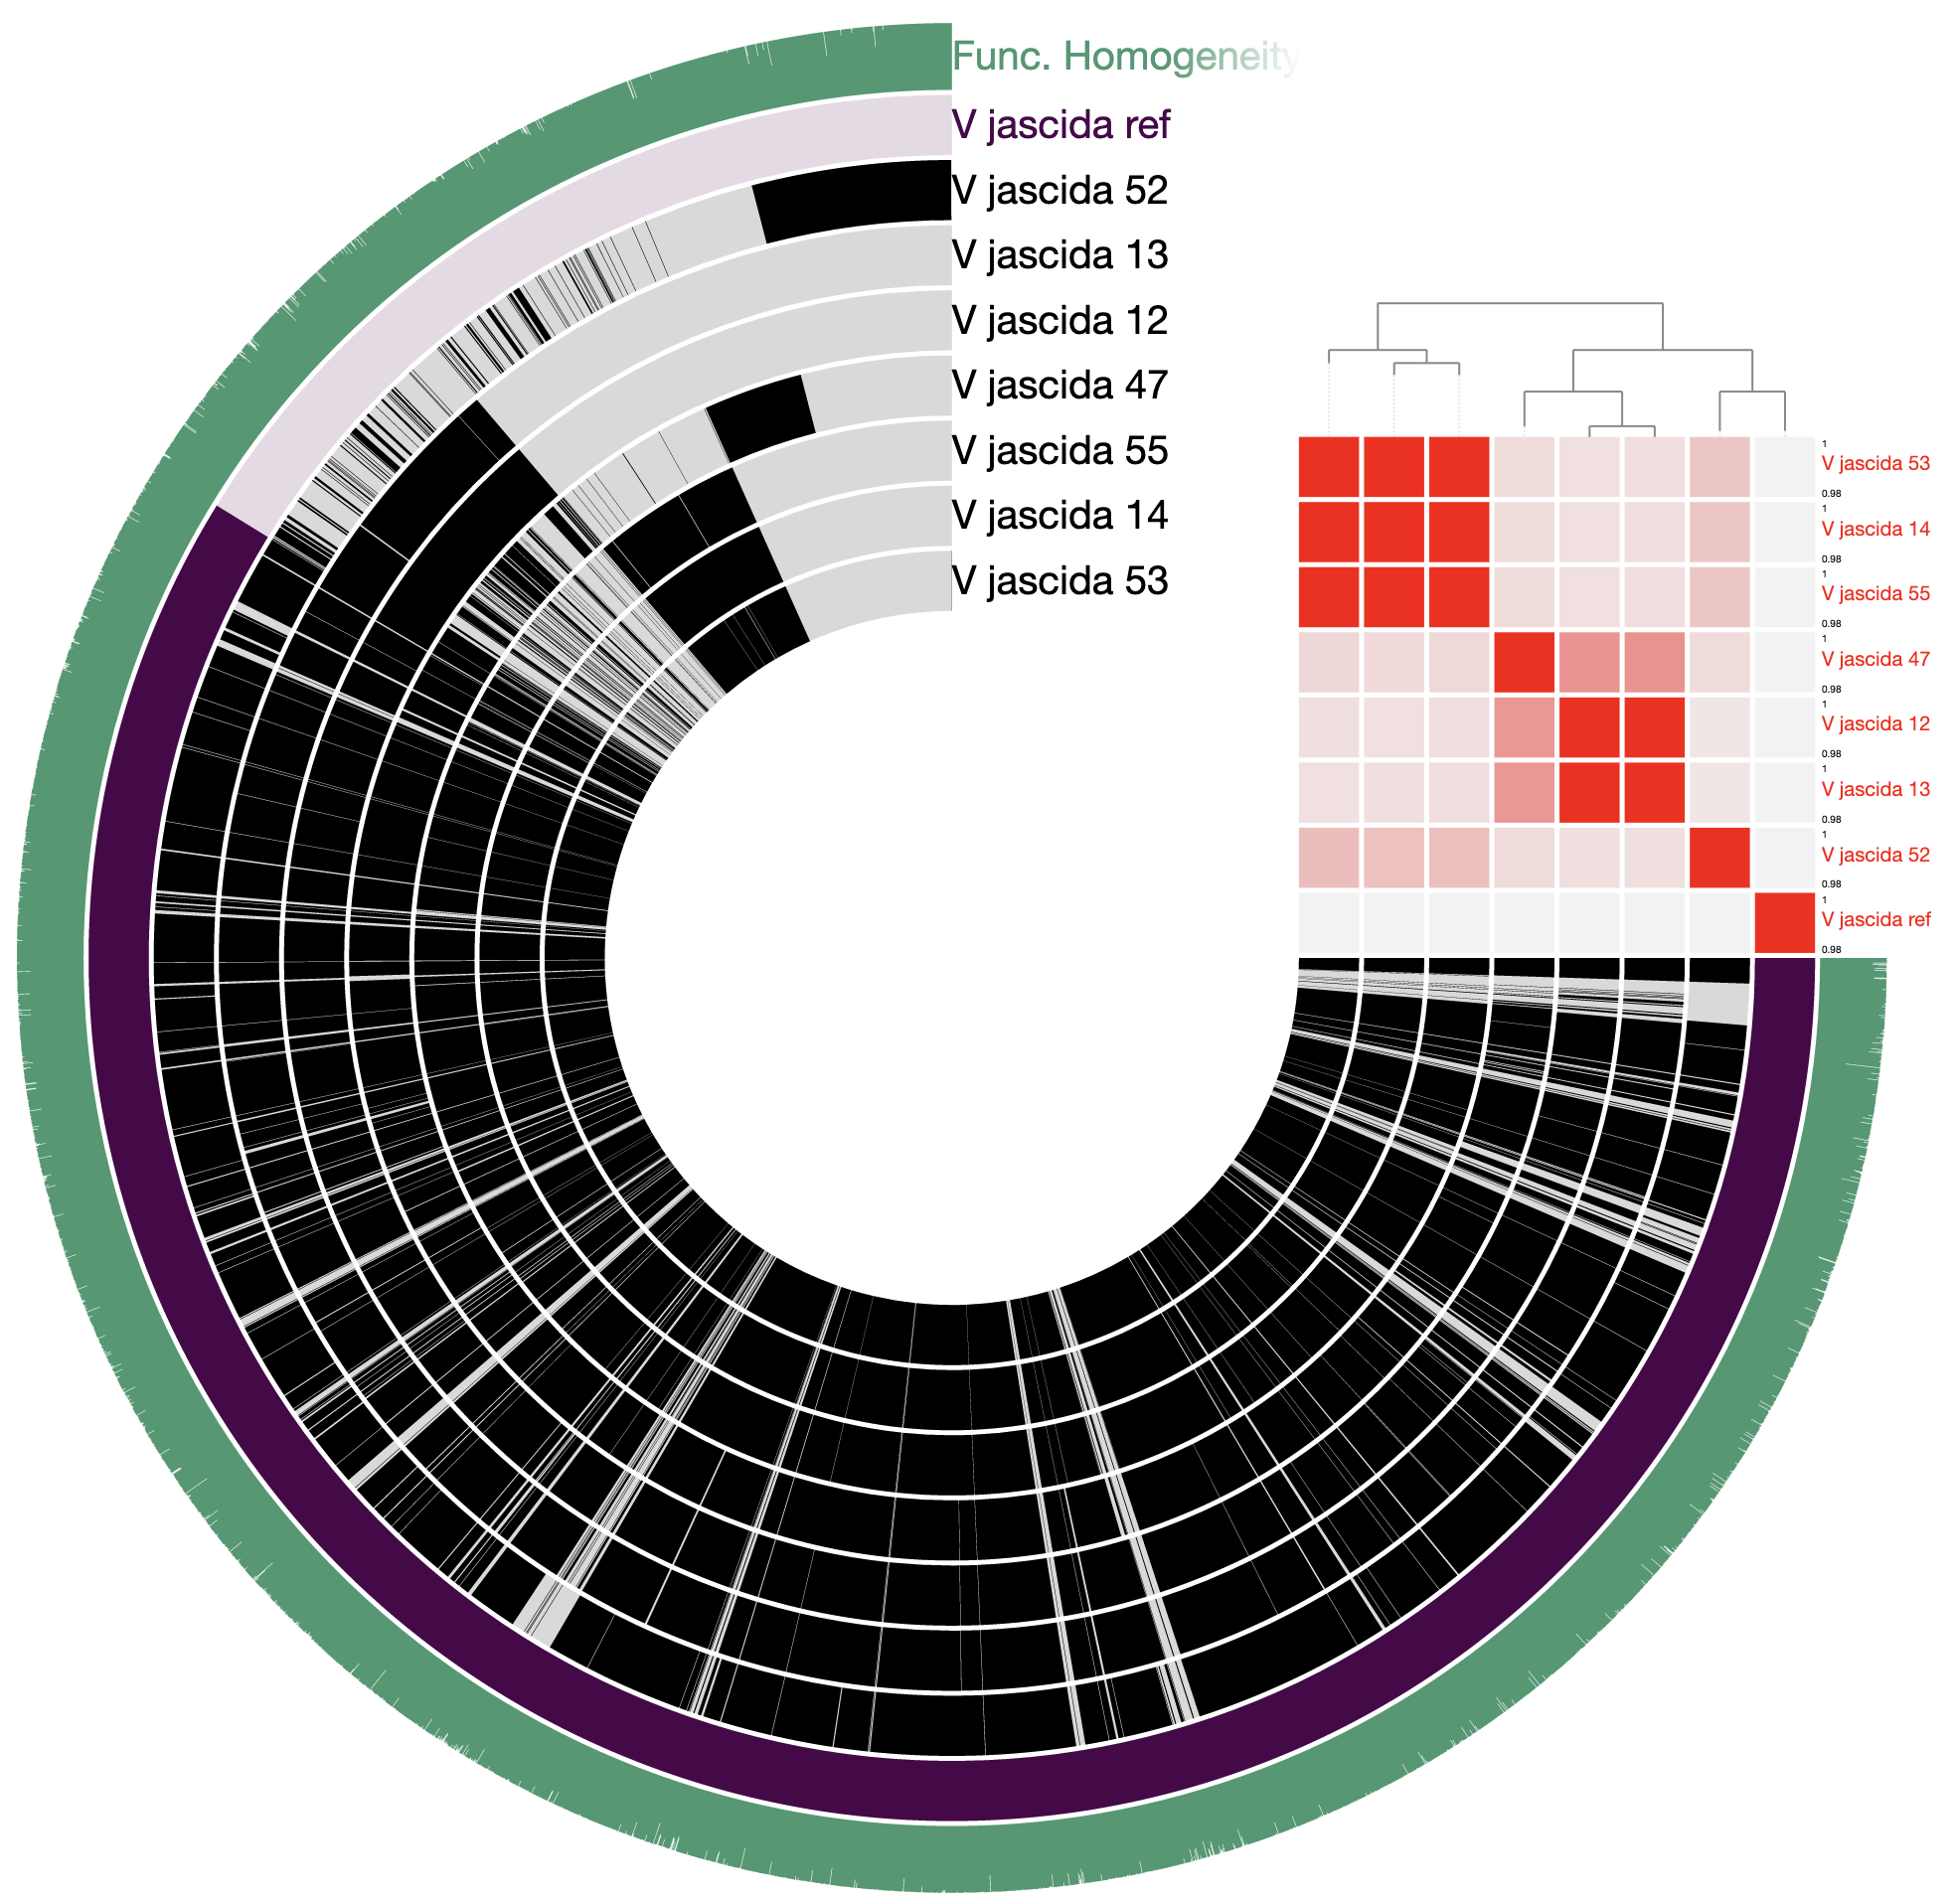 Func. Homogeneity
V jascida ref
V jascida 52
V jascida 13
V jascida 12
V jascida 47
V jascida 55
V jascida 14
V jascida 53
1
V jascida 53
0.98
1
V jascida 14
0.98
1
V jascida 55
0.98
1
V jascida 47
0.98
1
V jascida 12
0.98
1
V jascida 13
0.98
1
V jascida 52
0.98
1
V jascida ref
0.98